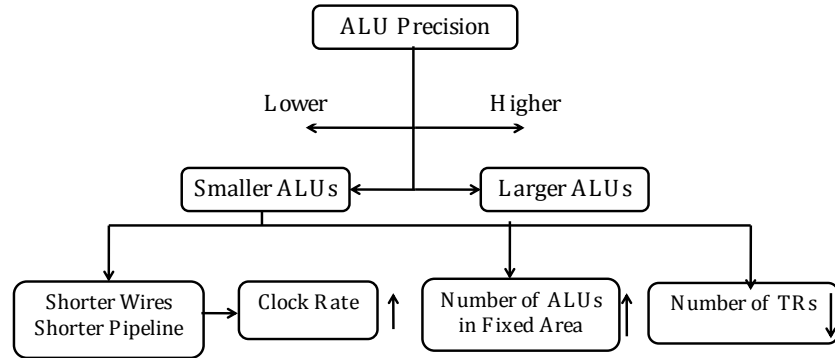 ALU Precision
Lower
Higher
Smaller ALUs
Larger ALUs
Shorter Wires
Shorter Pipeline
Clock Rate
Number of ALUs
in Fixed Area
Number of TRs